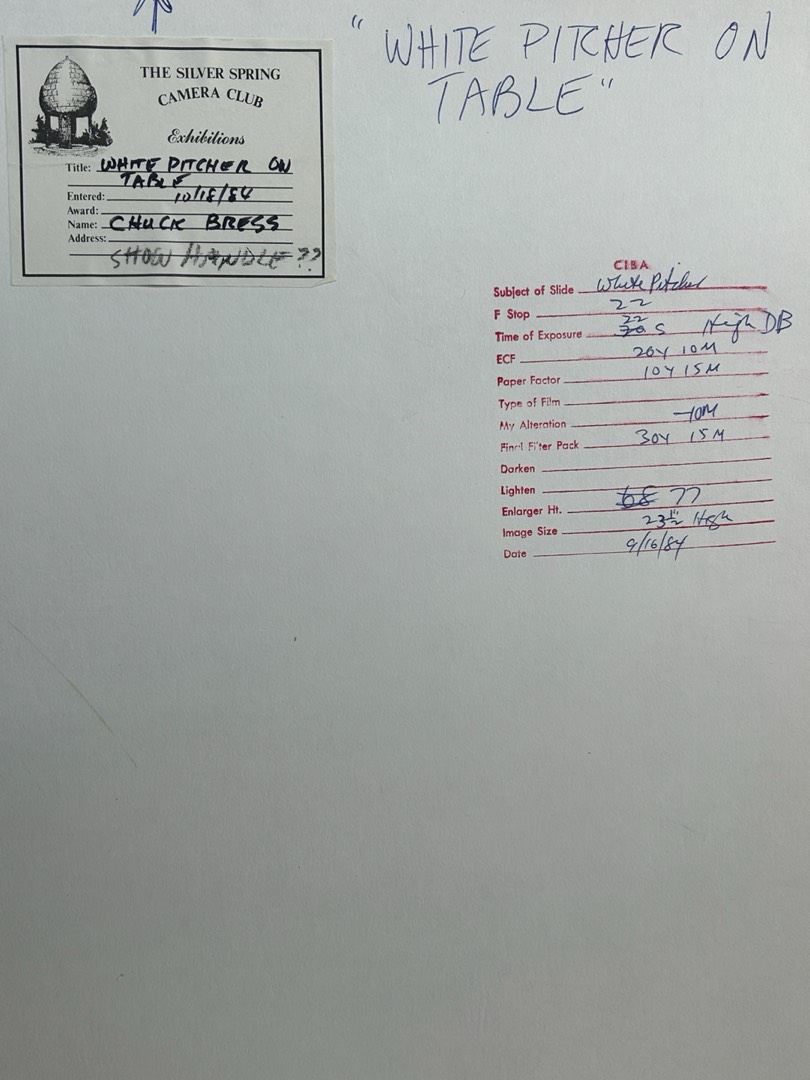 "WHITE PITCHER ON
TABLE"
THE SILVER SPRING
CAMERA CLUB
Exhibitions
Title: WHITE PITCHER ON
TABLE
Entered: 10/18/84
Award:
Name: CHUCK BRESS
Address:
SHOW HANDLE??
CIBA
Subject of Slide White Pitcher
F Stop 22
22
Time of Exposure 20 S High DB
ECF 20Y 10M
Paper Factor 10Y 15M
Type of Film
My Alteration -10M
Final Filter Pack 30Y 15M
Darken
Lighten
Enlarger Ht. 68 77
Image Size 23½" High
Date 9/16/84